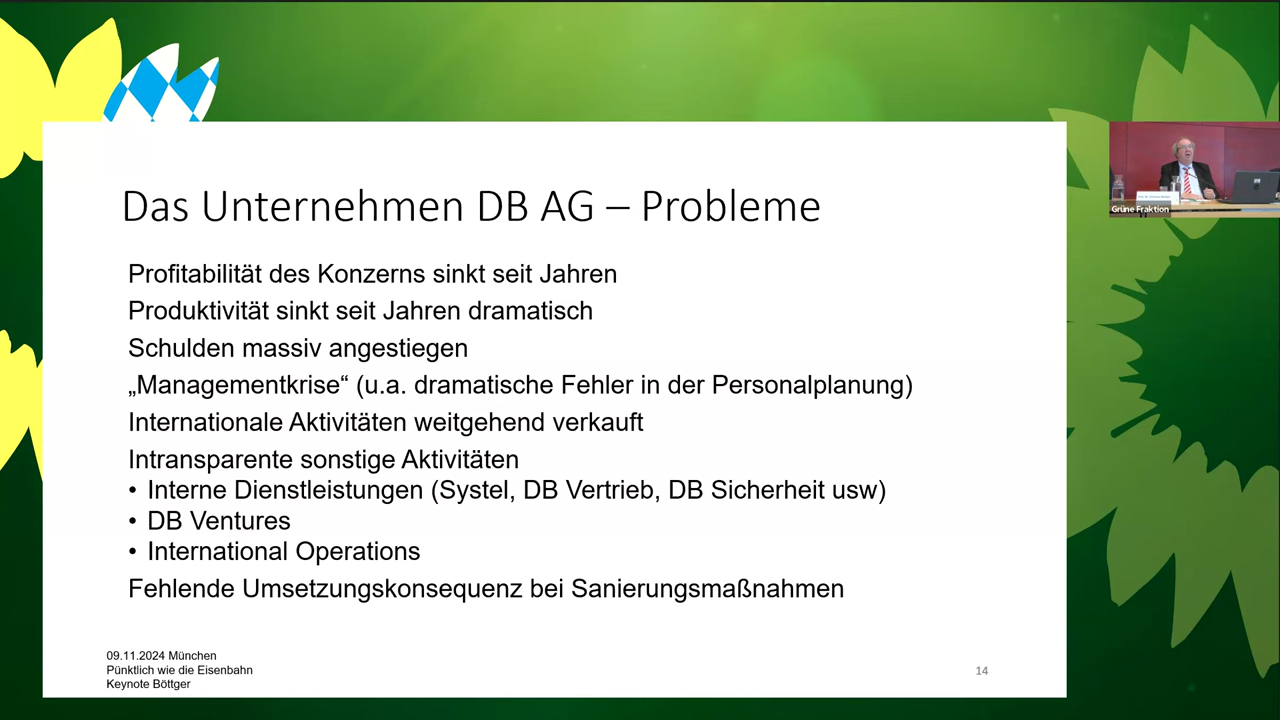 Das Unternehmen DB AG – Probleme
Profitabilität des Konzerns sinkt seit Jahren
Produktivität sinkt seit Jahren dramatisch
Schulden massiv angestiegen
„Managementkrise“ (u.a. dramatische Fehler in der Personalplanung)
Internationale Aktivitäten weitgehend verkauft
Intransparente sonstige Aktivitäten
• Interne Dienstleistungen (Systel, DB Vertrieb, DB Sicherheit usw)
• DB Ventures
• International Operations
Fehlende Umsetzungskonsequenz bei Sanierungsmaßnahmen
09.11.2024 München
Pünktlich wie die Eisenbahn
Keynote Böttger
14
Grüne Fraktion